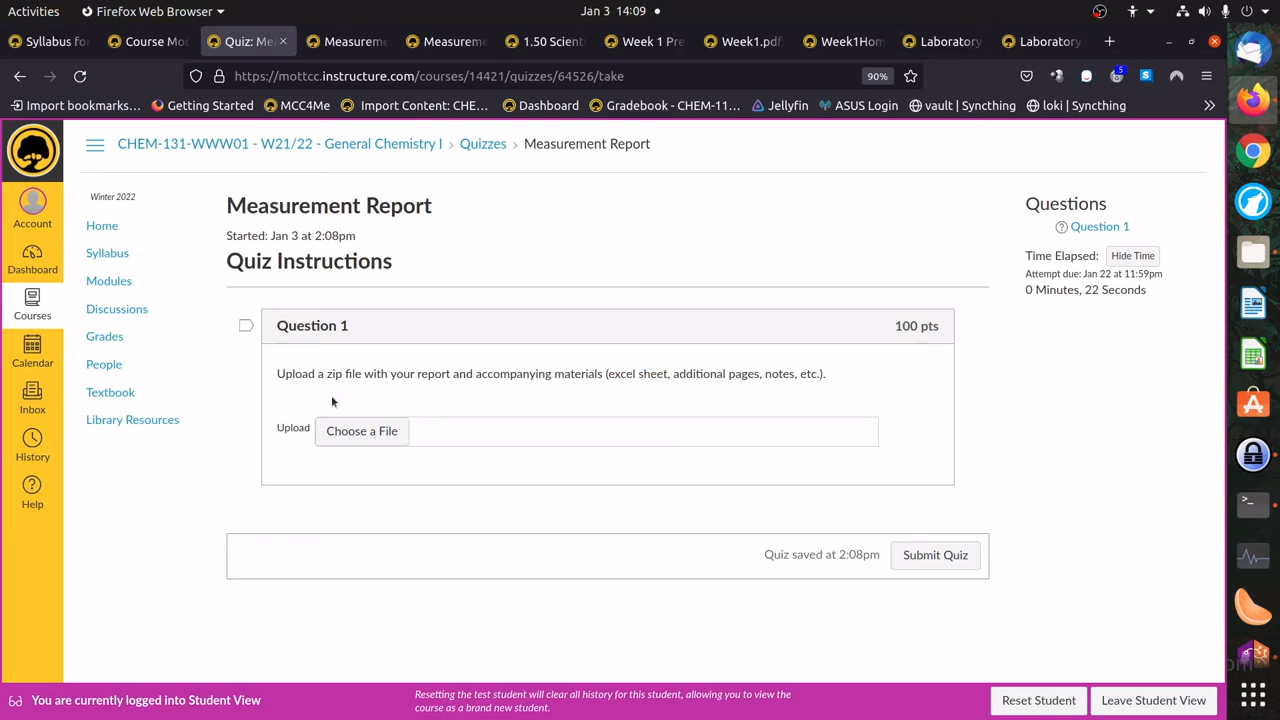 Activities
Firefox Web Browser
Jan 3 14:09
Syllabus for
Course Mo
Quiz: Mea
Measureme
Measurem
1.50 Scient
Week 1 Pre
Week1.pdf
Week1Hom
Laboratory
Laboratory
https://mottcc.instructure.com/courses/14421/quizzes/64526/take
90%
5
Import bookmarks...
Getting Started
MCC4Me
Import Content: CHE...
Dashboard
Gradebook - CHEM-11...
Jellyfin
ASUS Login
vault | Syncthing
loki | Syncthing
CHEM-131-WWW01 - W21/22 - General Chemistry I
Quizzes
Measurement Report
Account
Dashboard
Courses
Calendar
Inbox
History
Help
Winter 2022
Home
Syllabus
Modules
Discussions
Grades
People
Textbook
Library Resources
Measurement Report
Started: Jan 3 at 2:08pm
Quiz Instructions
Question 1
100 pts
Upload a zip file with your report and accompanying materials (excel sheet, additional pages, notes, etc.).
Upload
Choose a File
Quiz saved at 2:08pm
Submit Quiz
Questions
Question 1
Time Elapsed:
Hide Time
Attempt due: Jan 22 at 11:59pm
0 Minutes, 22 Seconds
You are currently logged into Student View
Resetting the test student will clear all history for this student, allowing you to view the
course as a brand new student.
Reset Student
Leave Student View